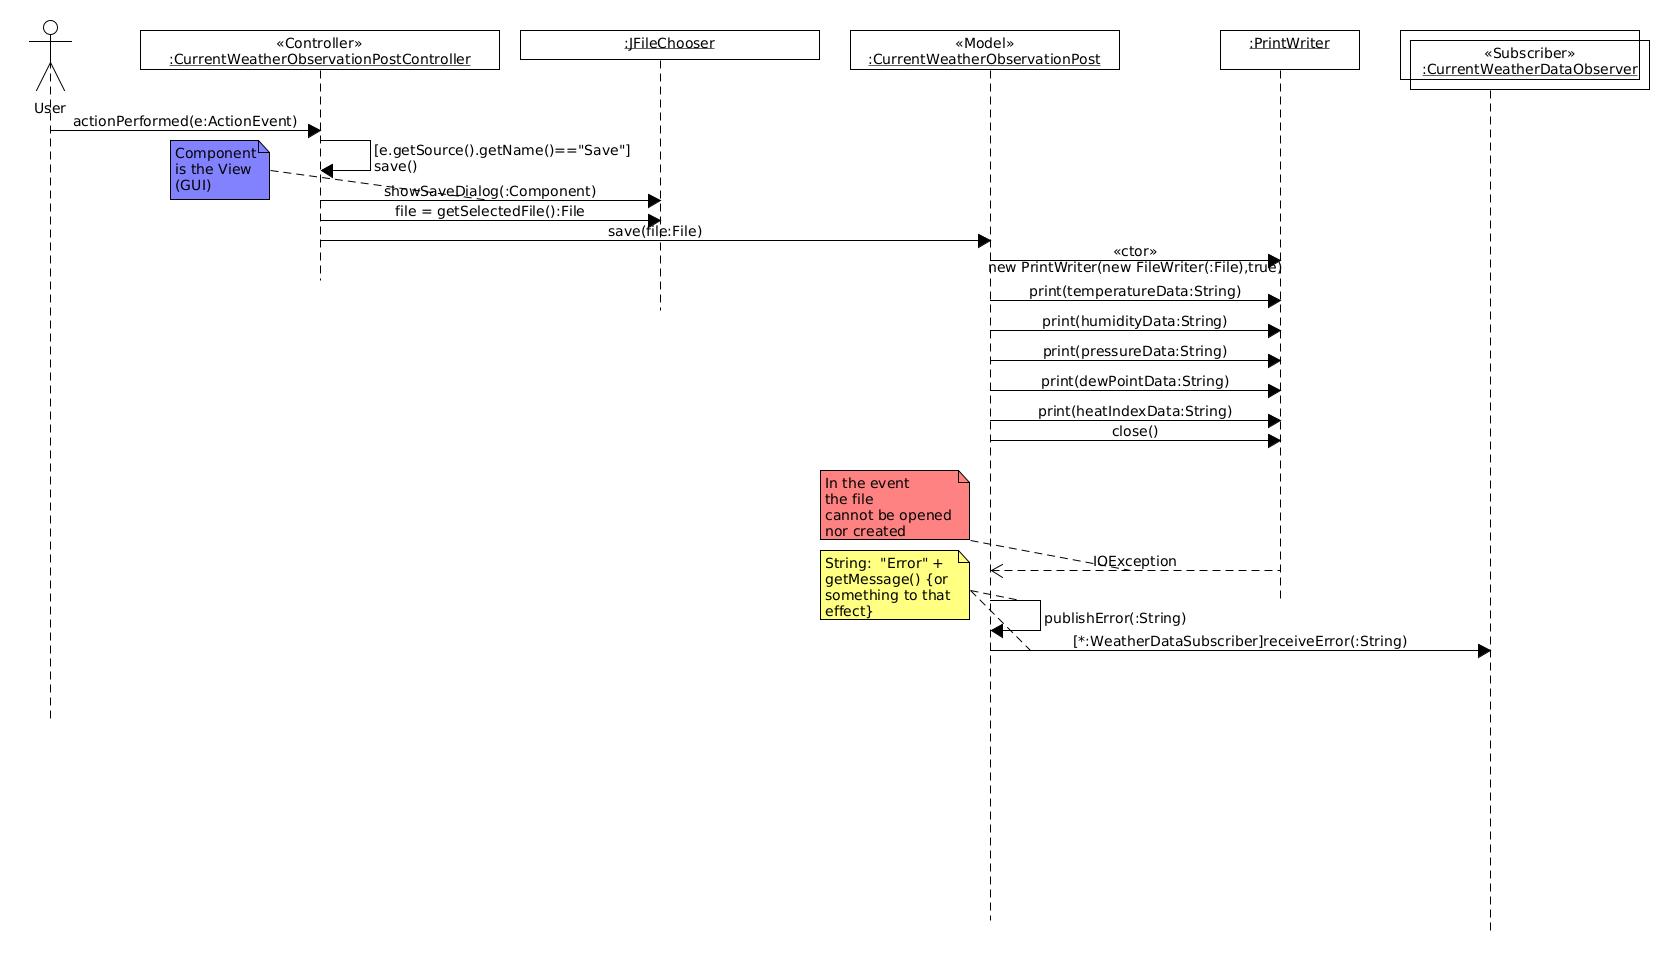 «Controller»
:CurrentWeatherObservationPostController
:JFileChooser
«Model»
:CurrentWeatherObservationPost
:PrintWriter
«Subscriber»
:CurrentWeatherDataObserver
User
actionPerformed(e:ActionEvent)
Component
is the View
(GUI)
[e.getSource().getName()=="Save"]
save()
showSaveDialog(:Component)
file = getSelectedFile():File
save(file:File)
«ctor»
new PrintWriter(new FileWriter(:File),true)
print(temperatureData:String)
print(humidityData:String)
print(pressureData:String)
print(dewPointData:String)
print(heatIndexData:String)
close()
In the event
the file
cannot be opened
nor created
IOException
String:  "Error" +
getMessage() {or
something to that
effect}
publishError(:String)
[*:WeatherDataSubscriber]receiveError(:String)